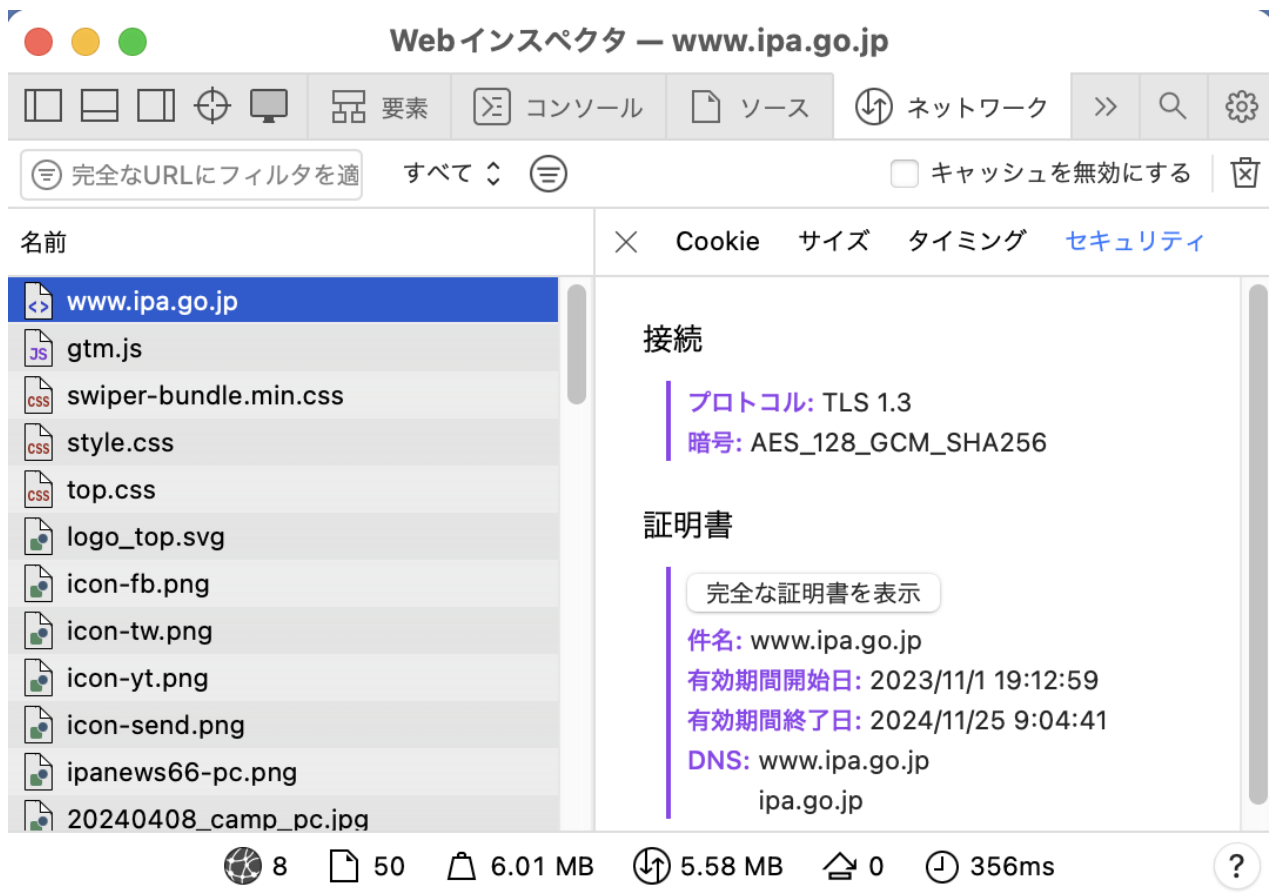 Webインスペクタ — www.ipa.go.jp
要素 コンソール ソース ネットワーク
完全なURLにフィルタを適 すべて キャッシュを無効にする
名前
Cookie サイズ タイミング セキュリティ
www.ipa.go.jp
JS gtm.js
CSS swiper-bundle.min.css
CSS style.css
CSS top.css
logo_top.svg
icon-fb.png
icon-tw.png
icon-yt.png
icon-send.png
ipanews66-pc.png
20240408_camp_pc.jpg
接続
プロトコル: TLS 1.3
暗号: AES_128_GCM_SHA256
証明書
完全な証明書を表示
件名: www.ipa.go.jp
有効期間開始日: 2023/11/1 19:12:59
有効期間終了日: 2024/11/25 9:04:41
DNS: www.ipa.go.jp
ipa.go.jp
8 50 6.01 MB 5.58 MB 0 356ms ?